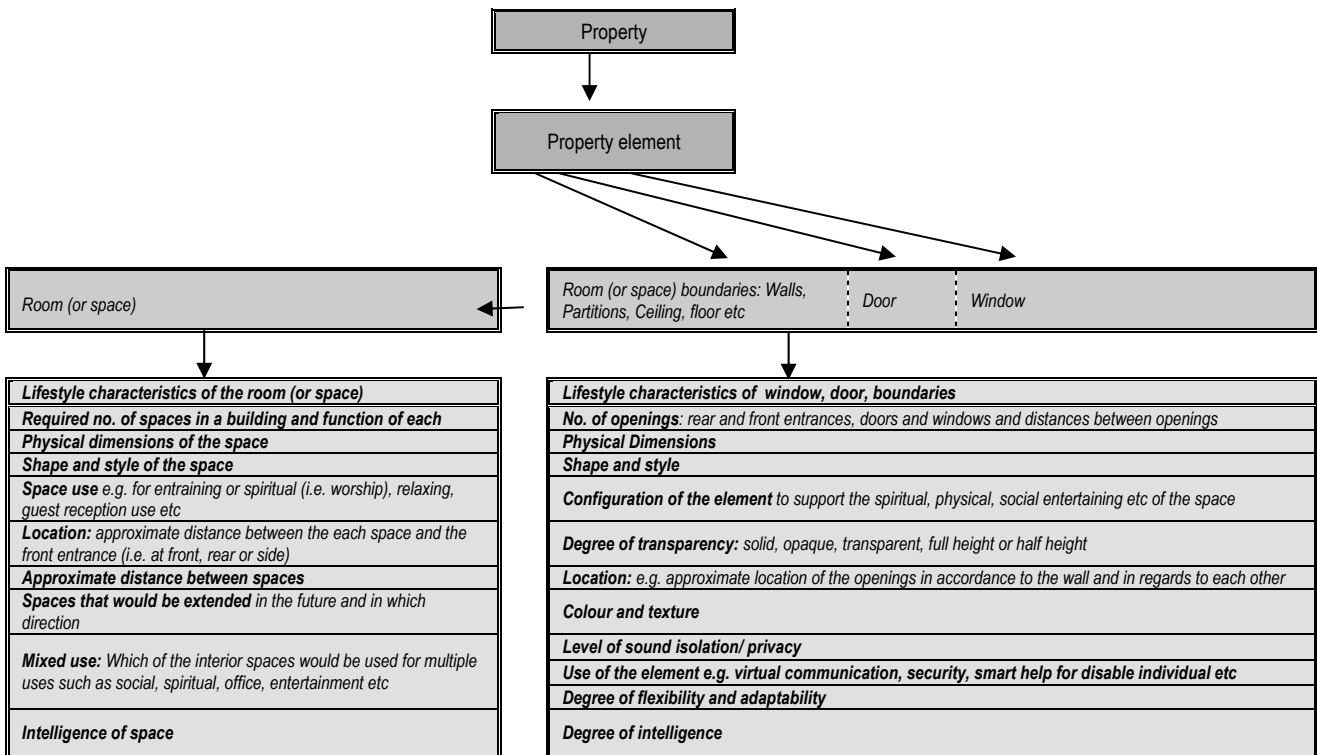 Property
Property element
Room (or space)
Room (or space) boundaries: Walls,
Partitions, Ceiling, floor etc
Door
Window
Lifestyle characteristics of the room (or space)
Required no. of spaces in a building and function of each
Physical dimensions of the space
Shape and style of the space
Space use e.g. for entraining or spiritual (i.e. worship), relaxing,
guest reception use etc
Location: approximate distance between the each space and the
front entrance (i.e. at front, rear or side)
Approximate distance between spaces
Spaces that would be extended in the future and in which
direction
Mixed use: Which of the interior spaces would be used for multiple
uses such as social, spiritual, office, entertainment etc
Intelligence of space
Lifestyle characteristics of window, door, boundaries
No. of openings: rear and front entrances, doors and windows and distances between openings
Physical Dimensions
Shape and style
Configuration of the element to support the spiritual, physical, social entertaining etc of the space
Degree of transparency: solid, opaque, transparent, full height or half height
Location: e.g. approximate location of the openings in accordance to the wall and in regards to each other
Colour and texture
Level of sound isolation/ privacy
Use of the element e.g. virtual communication, security, smart help for disable individual etc
Degree of flexibility and adaptability
Degree of intelligence